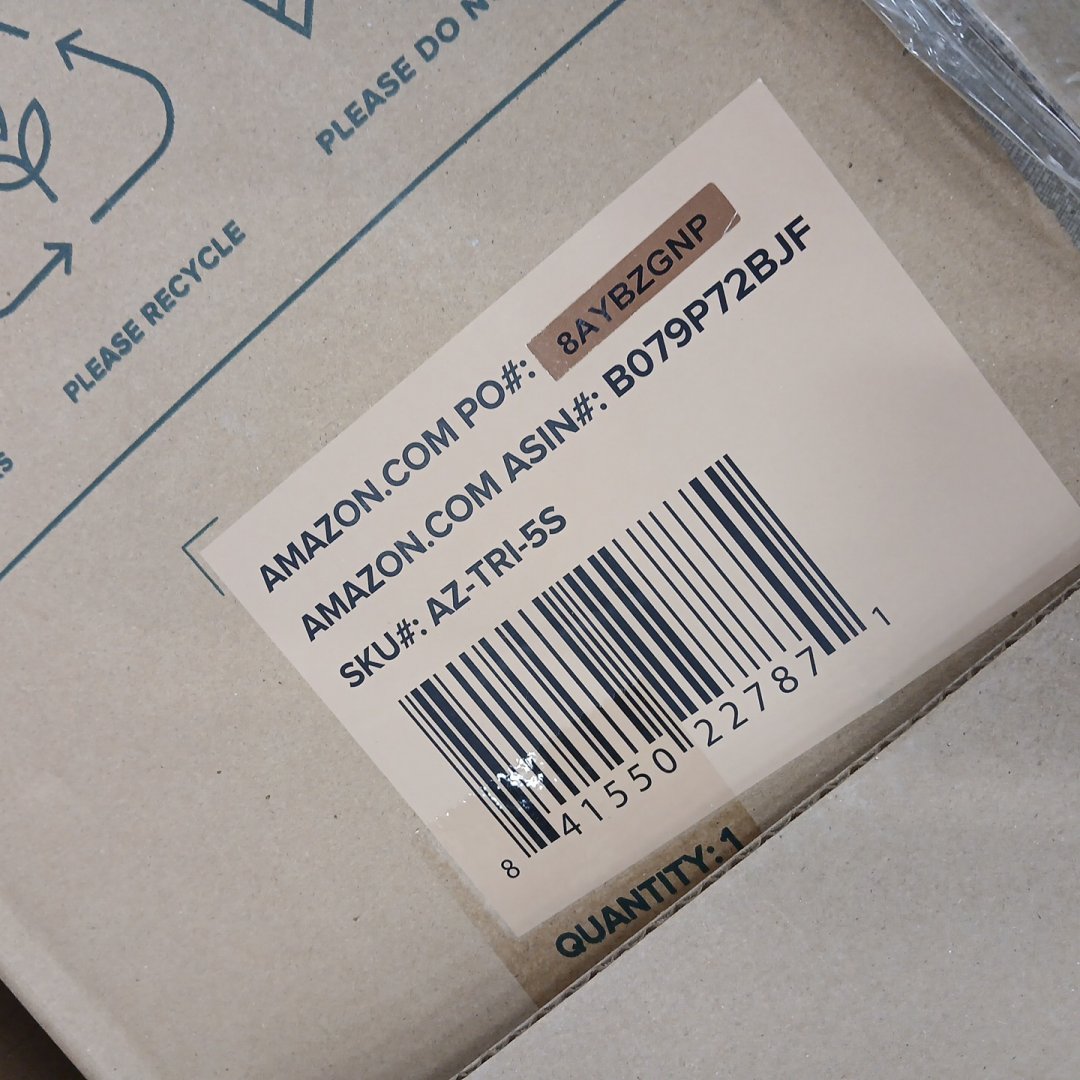 PLEASE DO NO
PLEASE RECYCLE
AMAZON.COM PO#: 8AYBZGNP
AMAZON.COM ASIN#: B079P72BJF
SKU#: AZ-TRI-5S
8 41550 22787 1
QUANTITY: 1